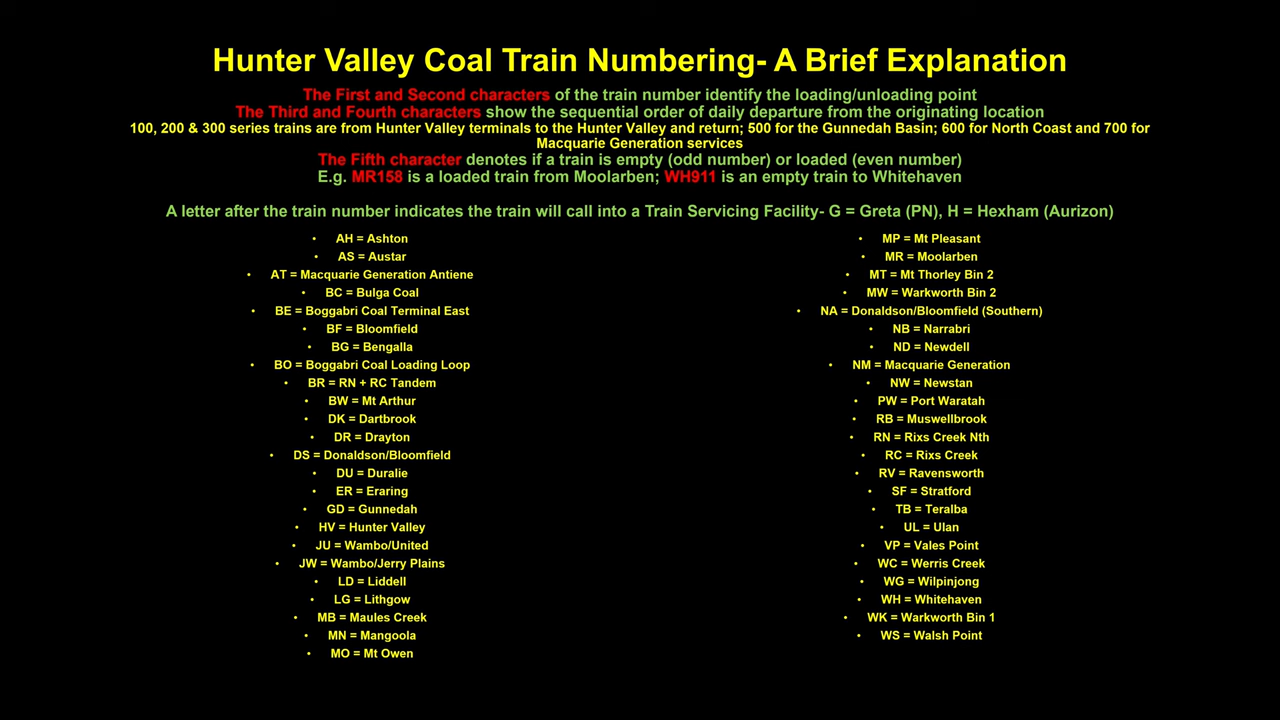 Hunter Valley Coal Train Numbering- A Brief Explanation
The First and Second characters of the train number identify the loading/unloading point
The Third and Fourth characters show the sequential order of daily departure from the originating location
100, 200 & 300 series trains are from Hunter Valley terminals to the Hunter Valley and return; 500 for the Gunnedah Basin; 600 for North Coast and 700 for
Macquarie Generation services
The Fifth character denotes if a train is empty (odd number) or loaded (even number)
E.g. MR158 is a loaded train from Moolarben; WH911 is an empty train to Whitehaven
A letter after the train number indicates the train will call into a Train Servicing Facility- G = Greta (PN), H = Hexham (Aurizon)
• AH = Ashton
• AS = Austar
• AT = Macquarie Generation Antiene
• BC = Bulga Coal
• BE = Boggabri Coal Terminal East
• BF = Bloomfield
• BG = Bengalla
• BO = Boggabri Coal Loading Loop
• BR = RN + RC Tandem
• BW = Mt Arthur
• DK = Dartbrook
• DR = Drayton
• DS = Donaldson/Bloomfield
• DU = Duralie
• ER = Eraring
• GD = Gunnedah
• HV = Hunter Valley
• JU = Wambo/United
• JW = Wambo/Jerry Plains
• LD = Liddell
• LG = Lithgow
• MB = Maules Creek
• MN = Mangoola
• MO = Mt Owen
• MP = Mt Pleasant
• MR = Moolarben
• MT = Mt Thorley Bin 2
• MW = Warkworth Bin 2
• NA = Donaldson/Bloomfield (Southern)
• NB = Narrabri
• ND = Newdell
• NM = Macquarie Generation
• NW = Newstan
• PW = Port Waratah
• RB = Muswellbrook
• RN = Rixs Creek Nth
• RC = Rixs Creek
• RV = Ravensworth
• SF = Stratford
• TB = Teralba
• UL = Ulan
• VP = Vales Point
• WC = Werris Creek
• WG = Wilpinjong
• WH = Whitehaven
• WK = Warkworth Bin 1
• WS = Walsh Point